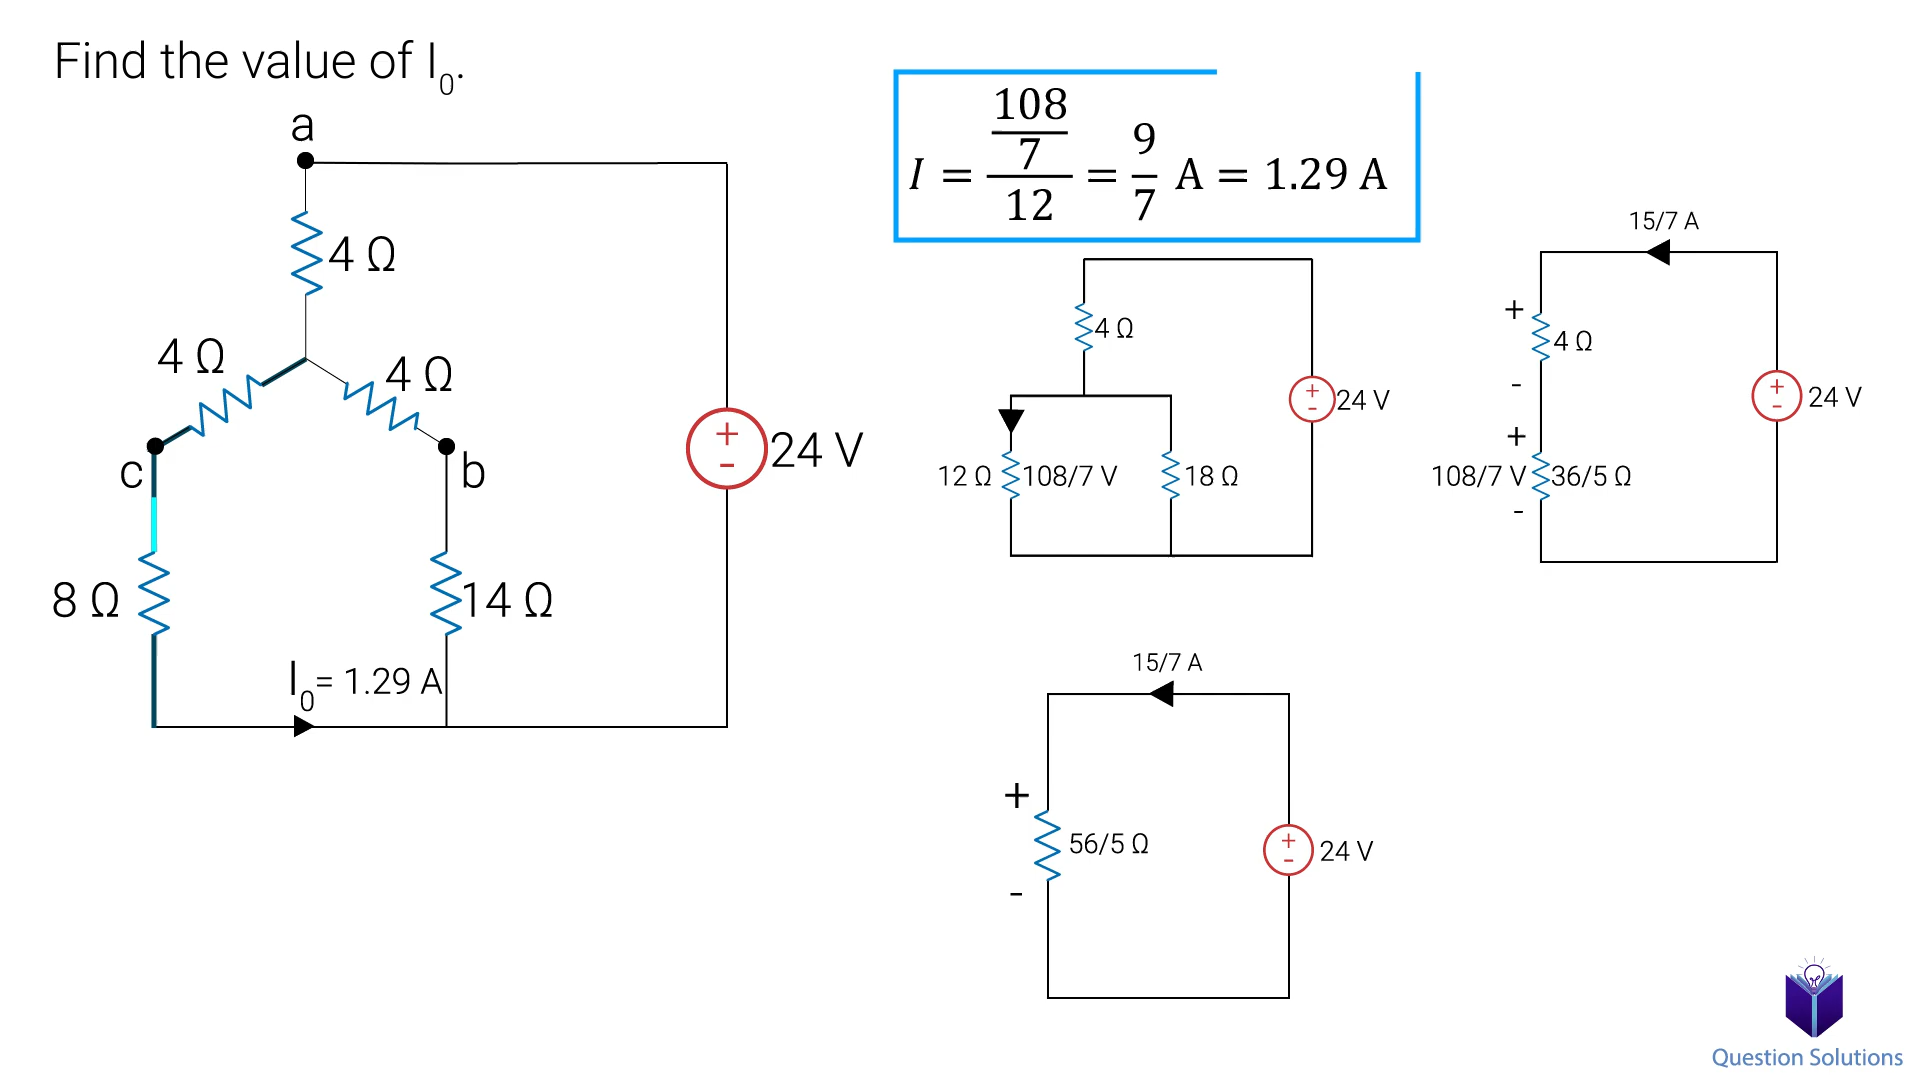 Find the value of I₀.
a
4 Ω
4 Ω
4 Ω
c
b
+
-
24 V
8 Ω
14 Ω
I₀= 1.29 A
I = (108/7)/12 = 9/7 A = 1.29 A
4 Ω
+
-
24 V
12 Ω
108/7 V
18 Ω
15/7 A
+
4 Ω
-
+
-
24 V
+
108/7 V
36/5 Ω
-
15/7 A
+
56/5 Ω
-
+
-
24 V
Question Solutions